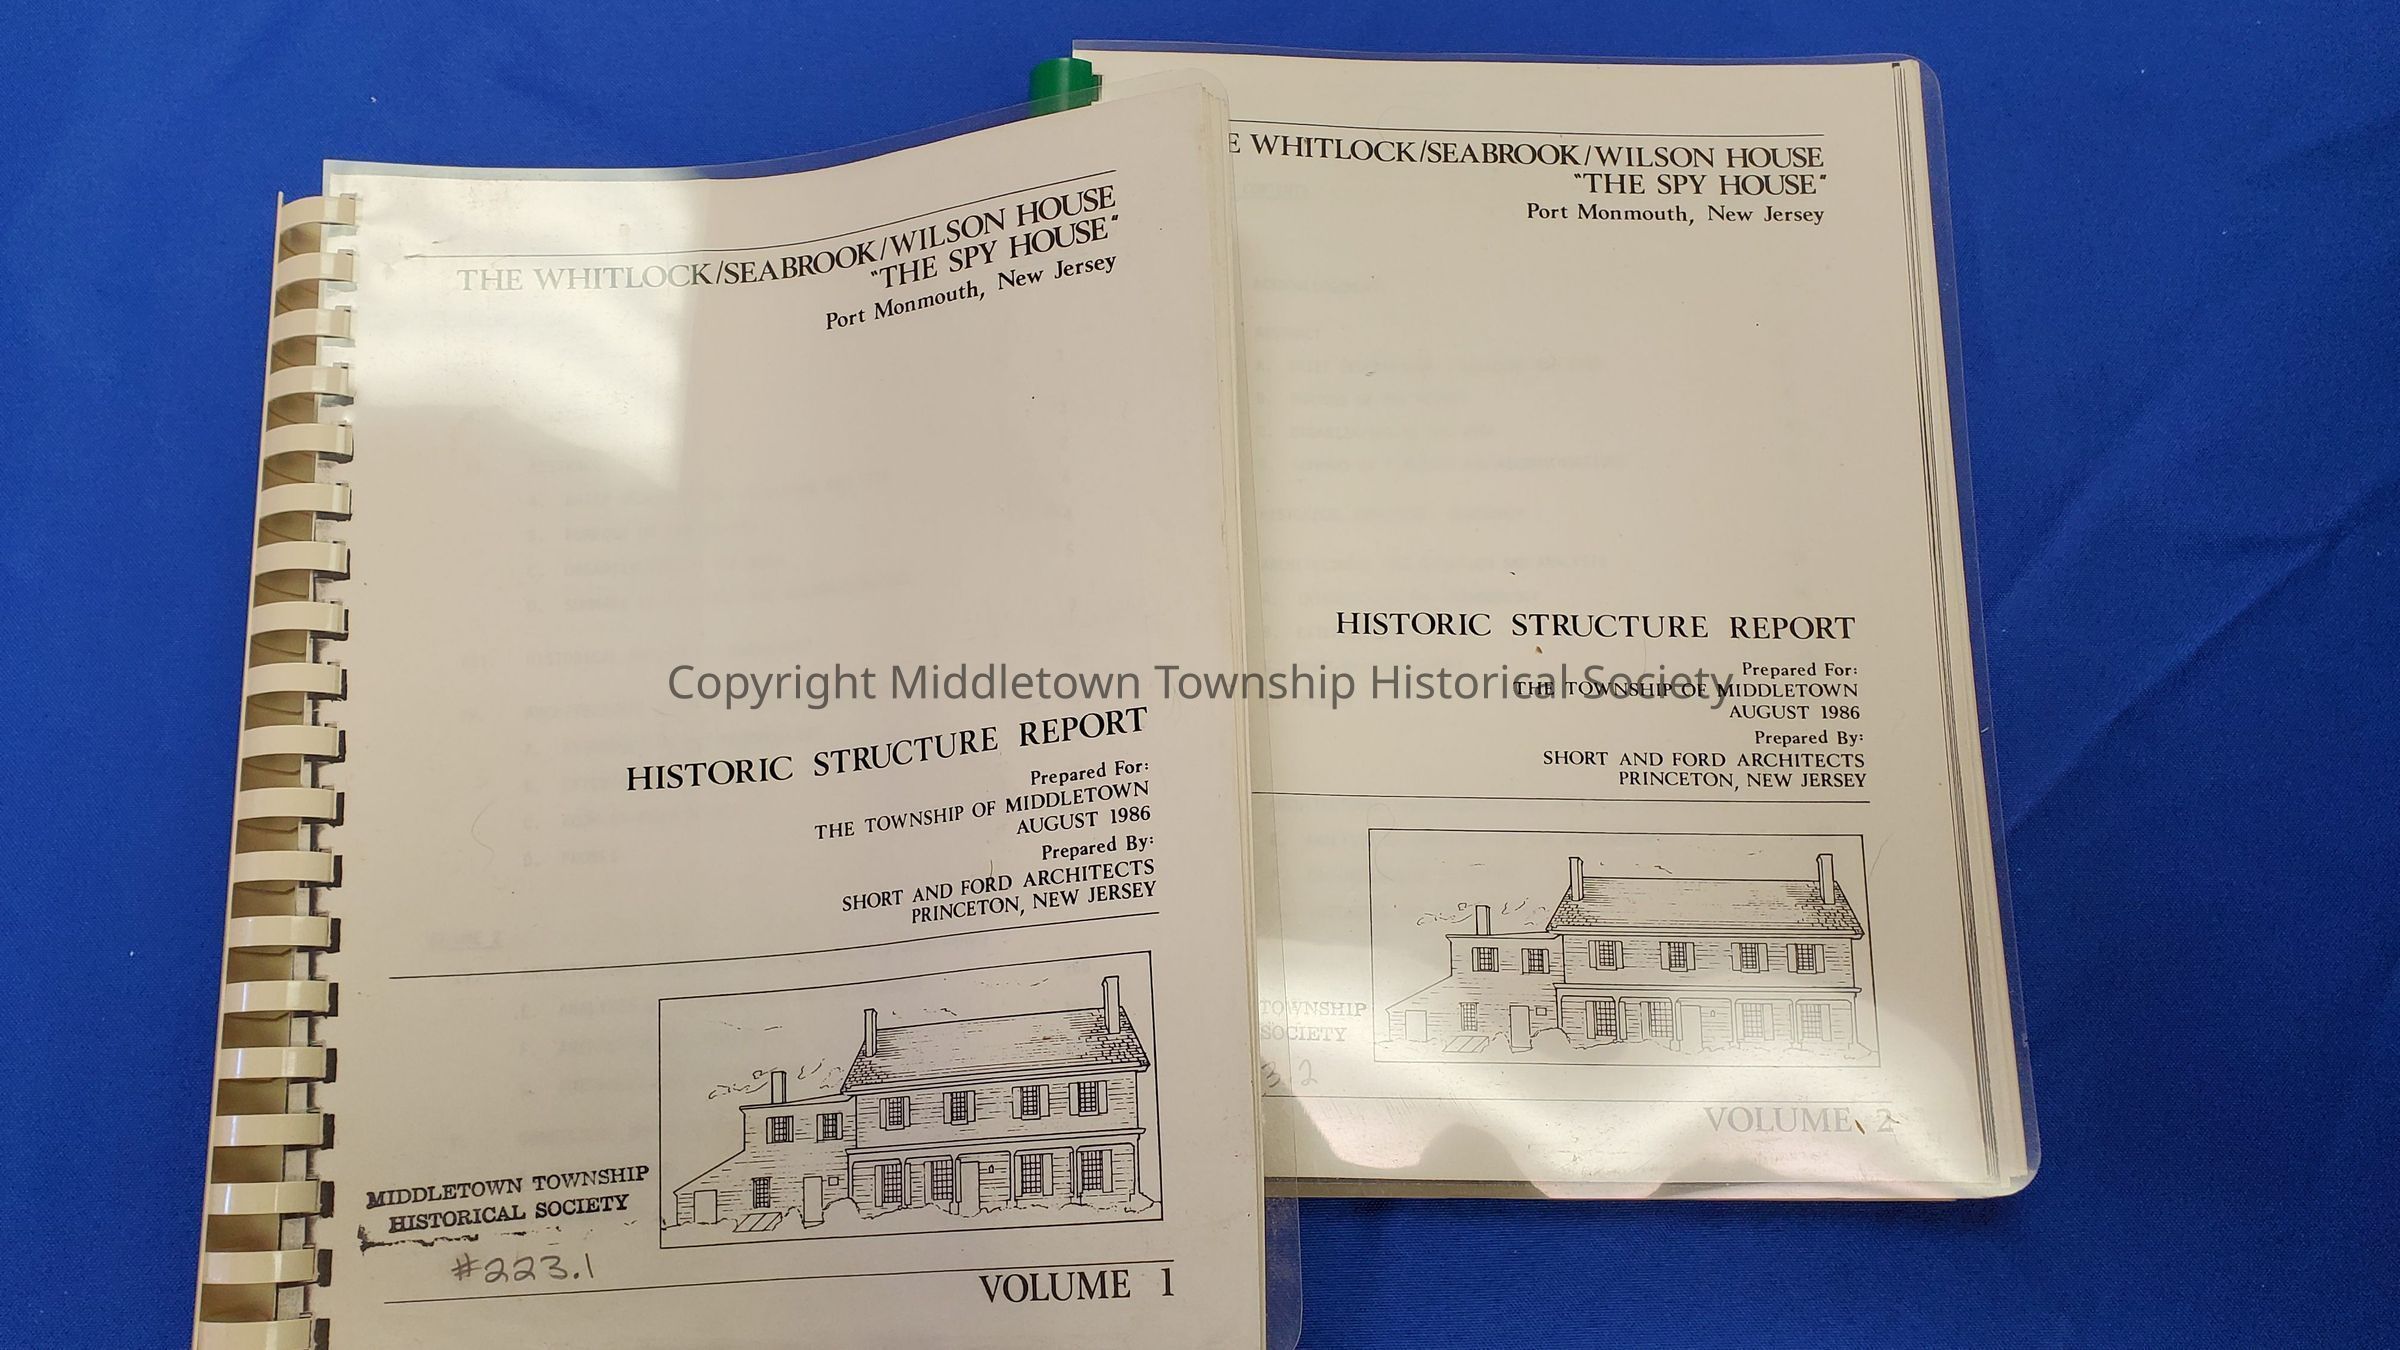 THE WHITLOCK/SEABROOK/WILSON HOUSE
"THE SPY HOUSE"
Port Monmouth, New Jersey
HISTORIC STRUCTURE REPORT
Prepared For:
THE TOWNSHIP OF MIDDLETOWN
AUGUST 1986
Prepared By:
SHORT AND FORD ARCHITECTS
PRINCETON, NEW JERSEY
MIDDLETOWN TOWNSHIP
HISTORICAL SOCIETY
#223.1
VOLUME 1
E WHITLOCK/SEABROOK/WILSON HOUSE
"THE SPY HOUSE"
Port Monmouth, New Jersey
HISTORIC STRUCTURE REPORT
Prepared For:
THE TOWNSHIP OF MIDDLETOWN
AUGUST 1986
Prepared By:
SHORT AND FORD ARCHITECTS
PRINCETON, NEW JERSEY
TOWNSHIP
SOCIETY
3.2
VOLUME 2
Copyright Middletown Township Historical Society